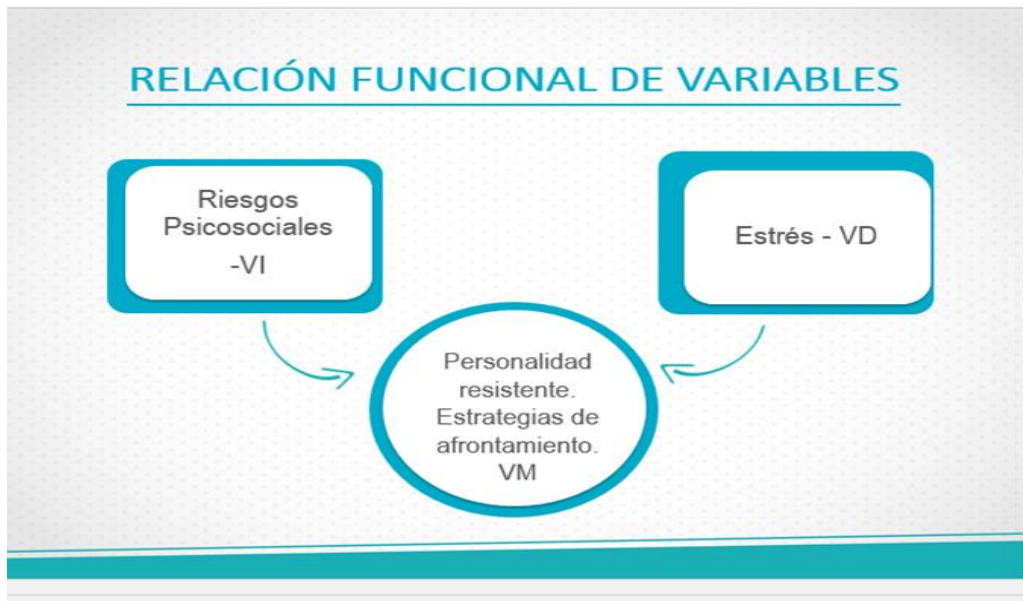 RELACIÓN FUNCIONAL DE VARIABLES
Riesgos
Psicosociales
-VI
Estrés - VD
Personalidad
resistente.
Estrategias de
afrontamiento.
VM